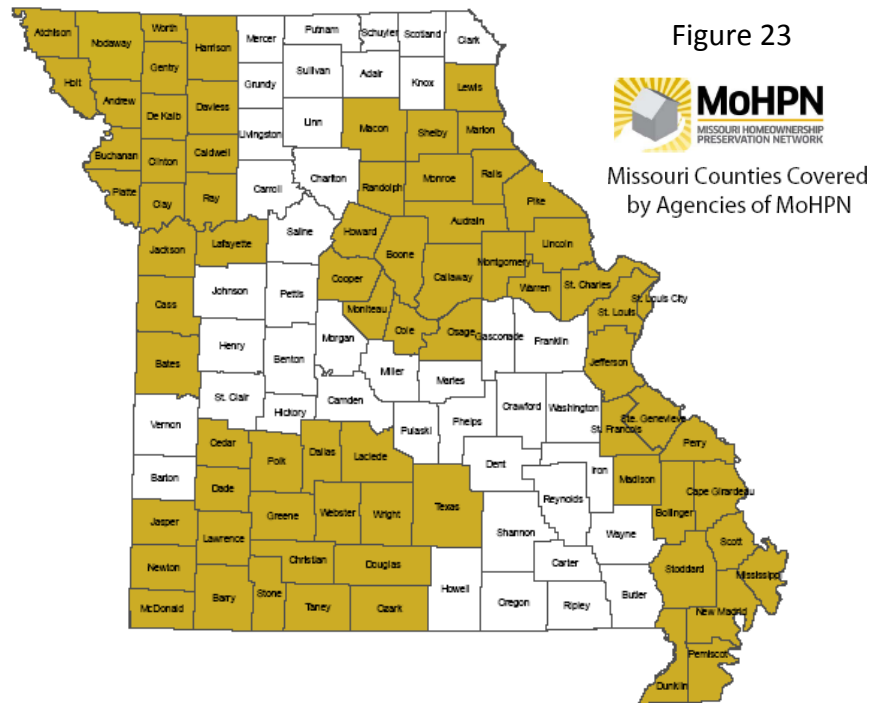 Figure 23
MoHPN
MISSOURI HOMEOWNERSHIP
PRESERVATION NETWORK
Missouri Counties Covered
by Agencies of MoHPN
Atchison
Nodaway
Worth
Harrison
Mercer
Putnam
Schuyler
Scotland
Clark
Holt
Gentry
Andrew
De Kalb
Daviess
Grundy
Sullivan
Adair
Knox
Lewis
Livingston
Linn
Macon
Shelby
Marion
Buchanan
Clinton
Caldwell
Platte
Clay
Ray
Carroll
Chariton
Randolph
Monroe
Ralls
Pike
Audrain
Saline
Howard
Boone
Jackson
Lafayette
Cooper
Callaway
Montgomery
Lincoln
Warren
St. Charles
St. Louis City
St. Louis
Cass
Johnson
Pettis
Moniteau
Cole
Osage
Gasconade
Franklin
Jefferson
Bates
Henry
Benton
Morgan
Miller
Maries
St. Clair
Hickory
Camden
Pulaski
Phelps
Crawford
Washington
Ste. Genevieve
St. Francois
Perry
Vernon
Cedar
Polk
Dallas
Laclede
Dent
Iron
Madison
Cape Girardeau
Bollinger
Barton
Dade
Greene
Webster
Wright
Texas
Reynolds
Shannon
Wayne
Scott
Jasper
Lawrence
Christian
Douglas
Stoddard
Mississippi
Newton
Carter
McDonald
Barry
Stone
Taney
Ozark
Howell
Oregon
Ripley
Butler
New Madrid
Pemiscot
Dunklin